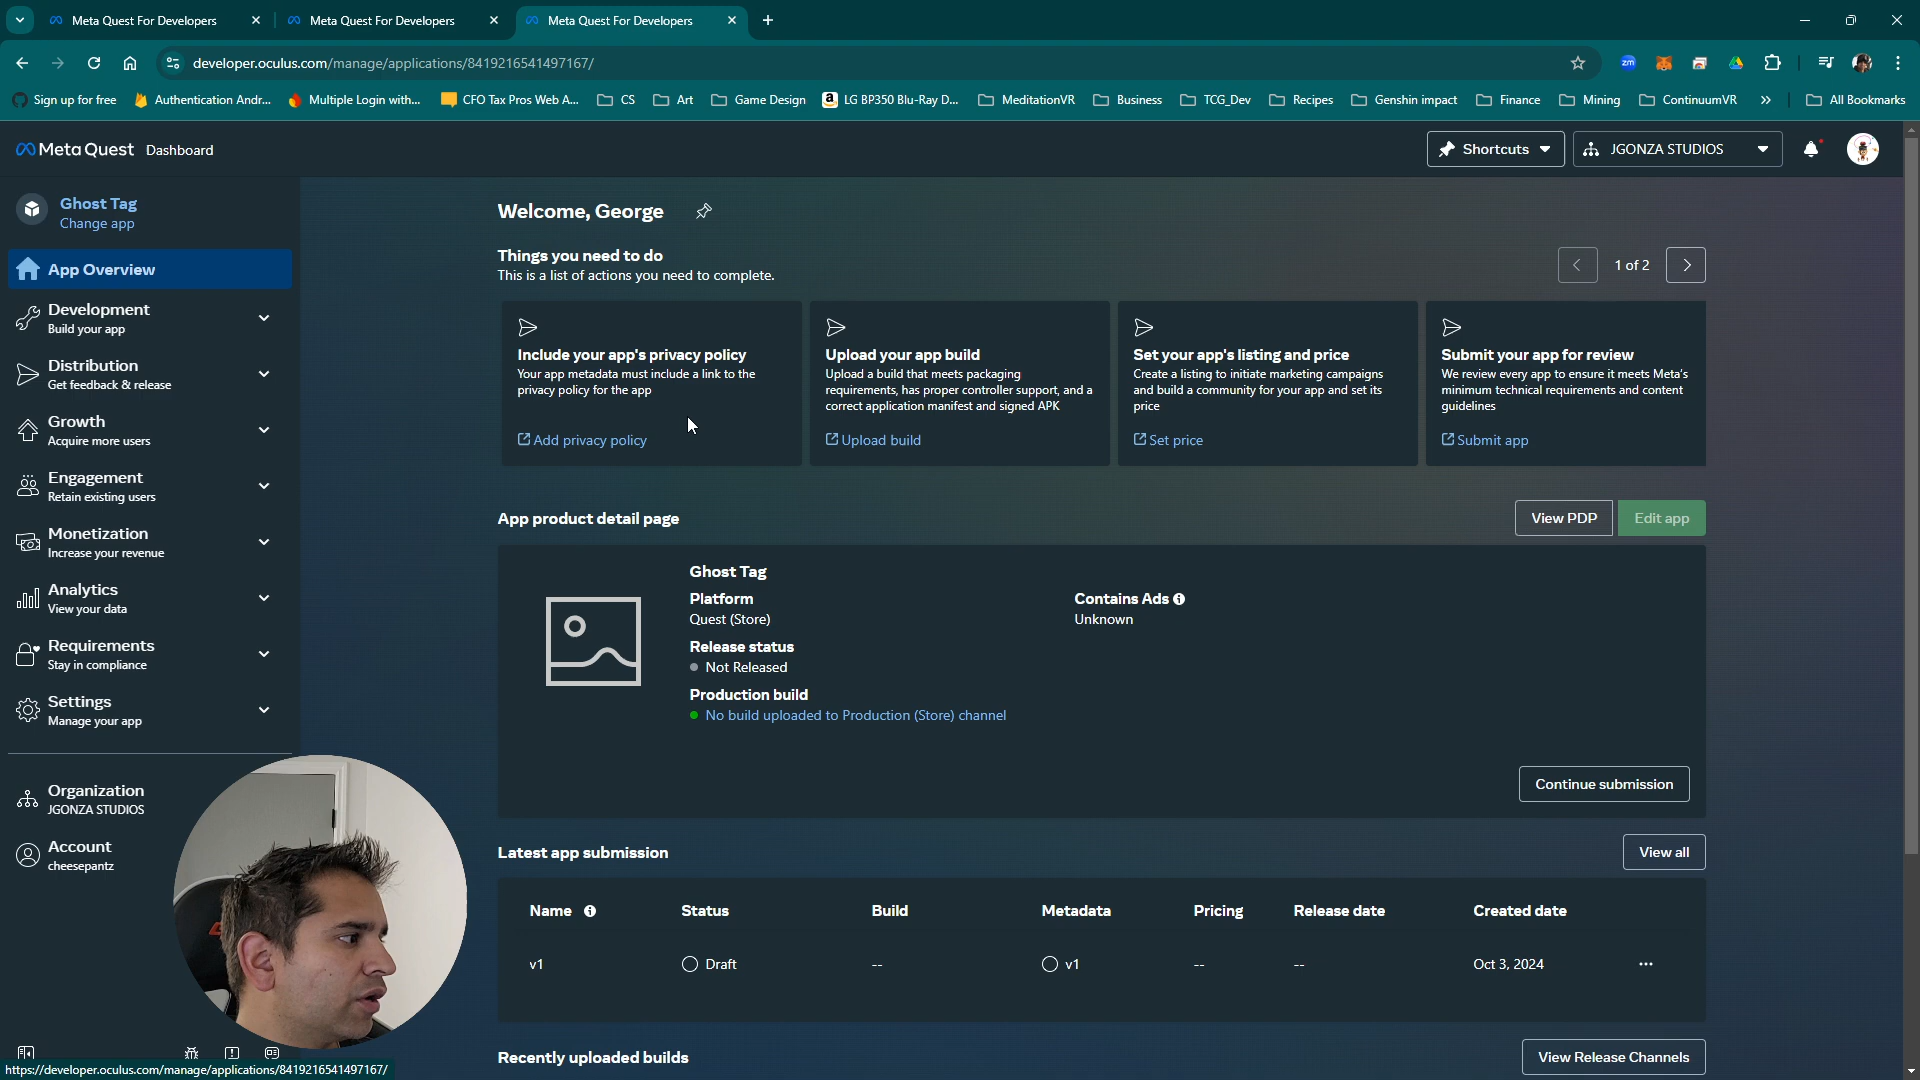 Meta Quest For Developers
Meta Quest For Developers
Meta Quest For Developers
developer.oculus.com/manage/applications/8419216541497167/
zm
Sign up for free
Authentication Andr...
Multiple Login with...
CFO Tax Pros Web A...
CS
Art
Game Design
LG BP350 Blu-Ray D...
MeditationVR
Business
TCG_Dev
Recipes
Genshin impact
Finance
Mining
ContinuumVR
All Bookmarks
Meta Quest Dashboard
Shortcuts
JGONZA STUDIOS
Ghost Tag
Change app
App Overview
Development
Build your app
Distribution
Get feedback & release
Growth
Acquire more users
Engagement
Retain existing users
Monetization
Increase your revenue
Analytics
View your data
Requirements
Stay in compliance
Settings
Manage your app
Organization
JGONZA STUDIOS
Account
cheesepantz
Welcome, George
Things you need to do
This is a list of actions you need to complete.
1 of 2
Include your app's privacy policy
Your app metadata must include a link to the
privacy policy for the app
Add privacy policy
Upload your app build
Upload a build that meets packaging
requirements, has proper controller support, and a
correct application manifest and signed APK
Upload build
Set your app's listing and price
Create a listing to initiate marketing campaigns
and build a community for your app and set its
price
Set price
Submit your app for review
We review every app to ensure it meets Meta's
minimum technical requirements and content
guidelines
Submit app
App product detail page
View PDP
Edit app
Ghost Tag
Platform
Quest (Store)
Contains Ads
Unknown
Release status
Not Released
Production build
No build uploaded to Production (Store) channel
Continue submission
Latest app submission
View all
Name Status Build Metadata Pricing Release date Created date
v1 Draft -- v1 -- -- Oct 3, 2024 ...
Recently uploaded builds
View Release Channels
https://developer.oculus.com/manage/applications/8419216541497167/